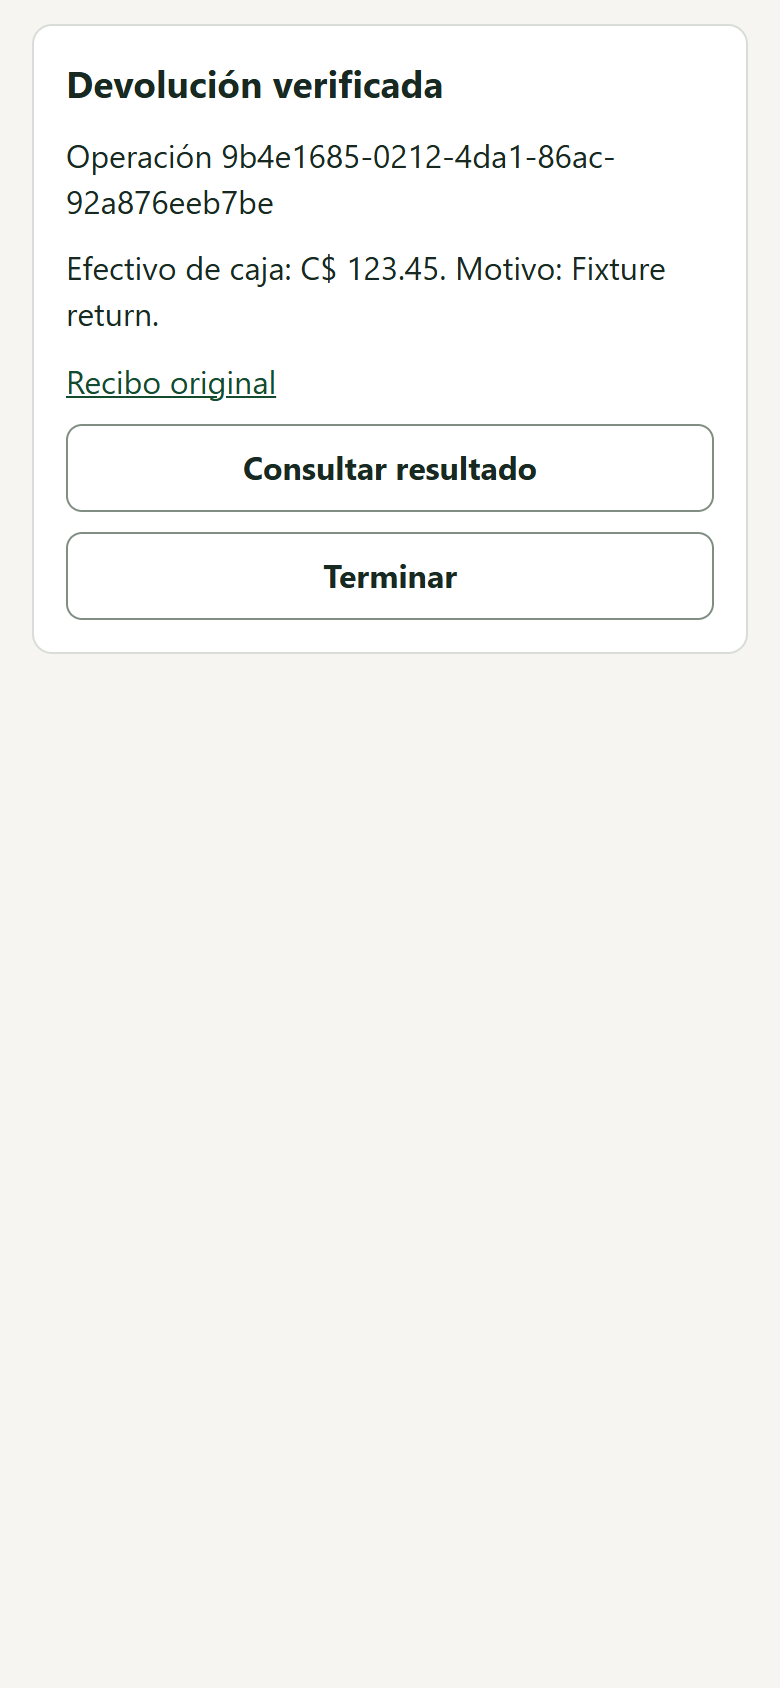 Devolución verificada
Operación 9b4e1685-0212-4da1-86ac-
92a876eeb7be
Efectivo de caja: C$ 123.45. Motivo: Fixture
return.
Recibo original
Consultar resultado
Terminar